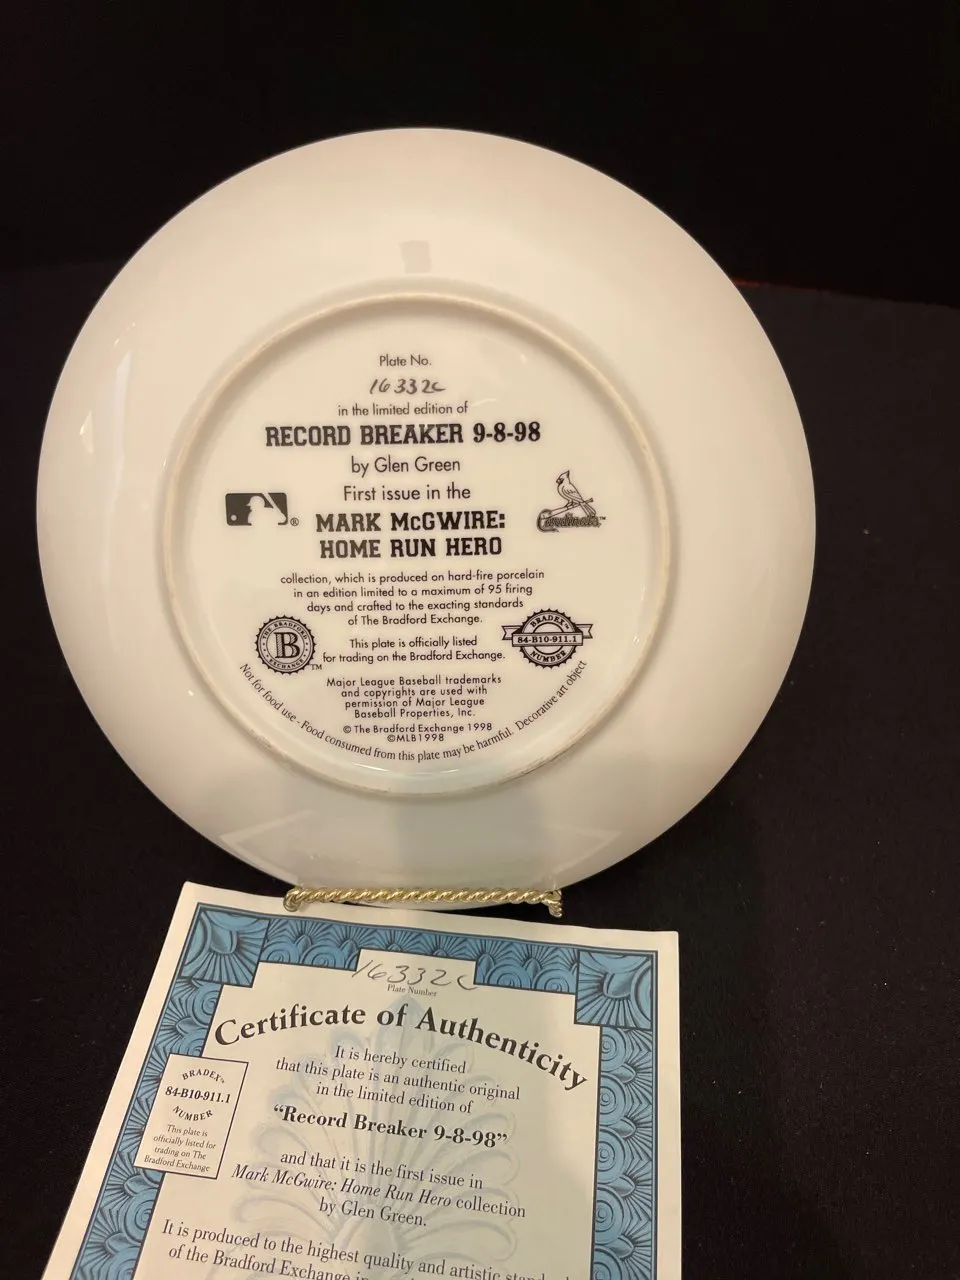 Plate No.
16332C
in the limited edition of
RECORD BREAKER 9-8-98
by Glen Green
First issue in the
MARK McGWIRE:
HOME RUN HERO
®
Cardinals™
collection, which is produced on hard-fire porcelain
in an edition limited to a maximum of 95 firing
days and crafted to the exacting standards
of The Bradford Exchange.
This plate is officially listed
for trading on the Bradford Exchange.
THE BRADFORD
B
EXCHANGE
™
BRADEX™
84-B10-911.1
NUMBER
Major League Baseball trademarks
and copyrights are used with
permission of Major League
Baseball Properties, Inc.
© The Bradford Exchange 1998
©MLB1998
Not for food use - Food consumed from this plate may be harmful. Decorative art object
16332C
Plate Number
Certificate of Authenticity
It is hereby certified
that this plate is an authentic original
in the limited edition of
“Record Breaker 9-8-98”
and that it is the first issue in
Mark McGwire: Home Run Hero collection
by Glen Green.
BRADEX™
84-B10-911.1
NUMBER
This plate is
officially listed for
trading on The
Bradford Exchange
It is produced to the highest quality and artistic
of the Bradford Exchange